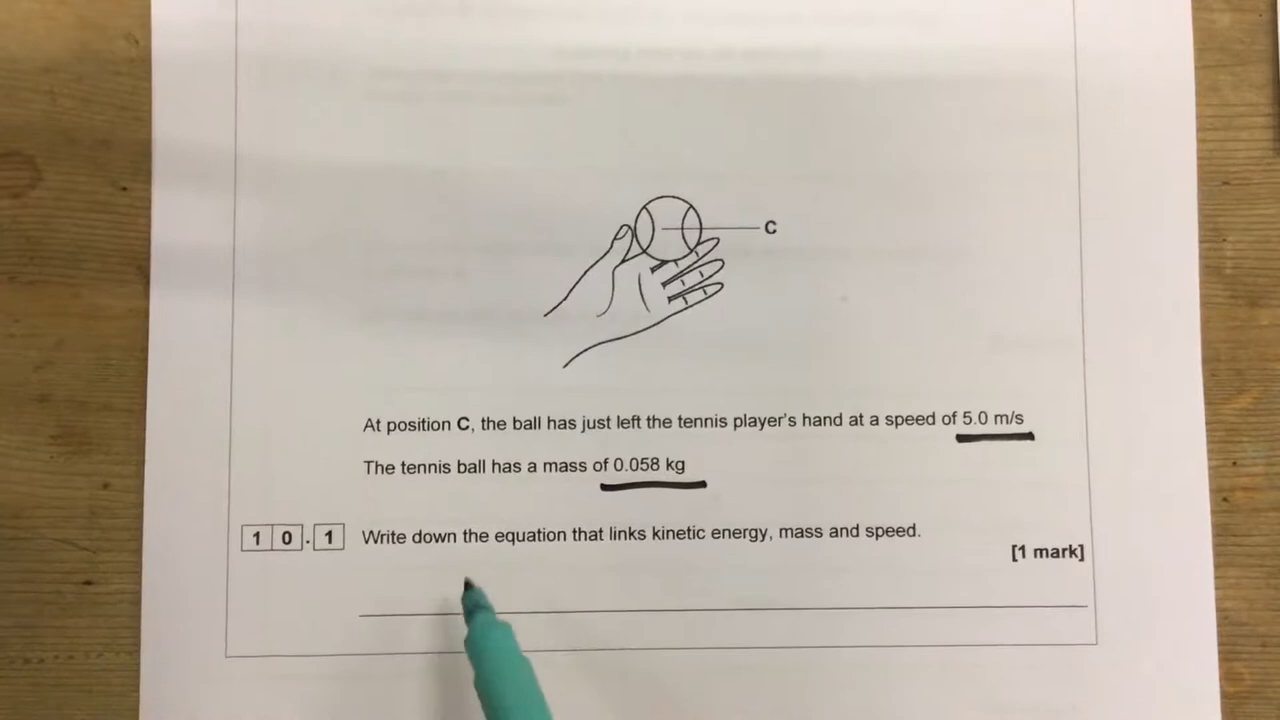 C
At position C, the ball has just left the tennis player's hand at a speed of 5.0 m/s
The tennis ball has a mass of 0.058 kg
10.1 Write down the equation that links kinetic energy, mass and speed.
[1 mark]